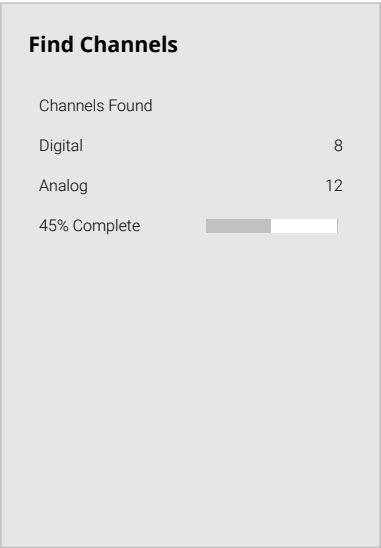 Find Channels
Channels Found
Digital 8
Analog 12
45% Complete